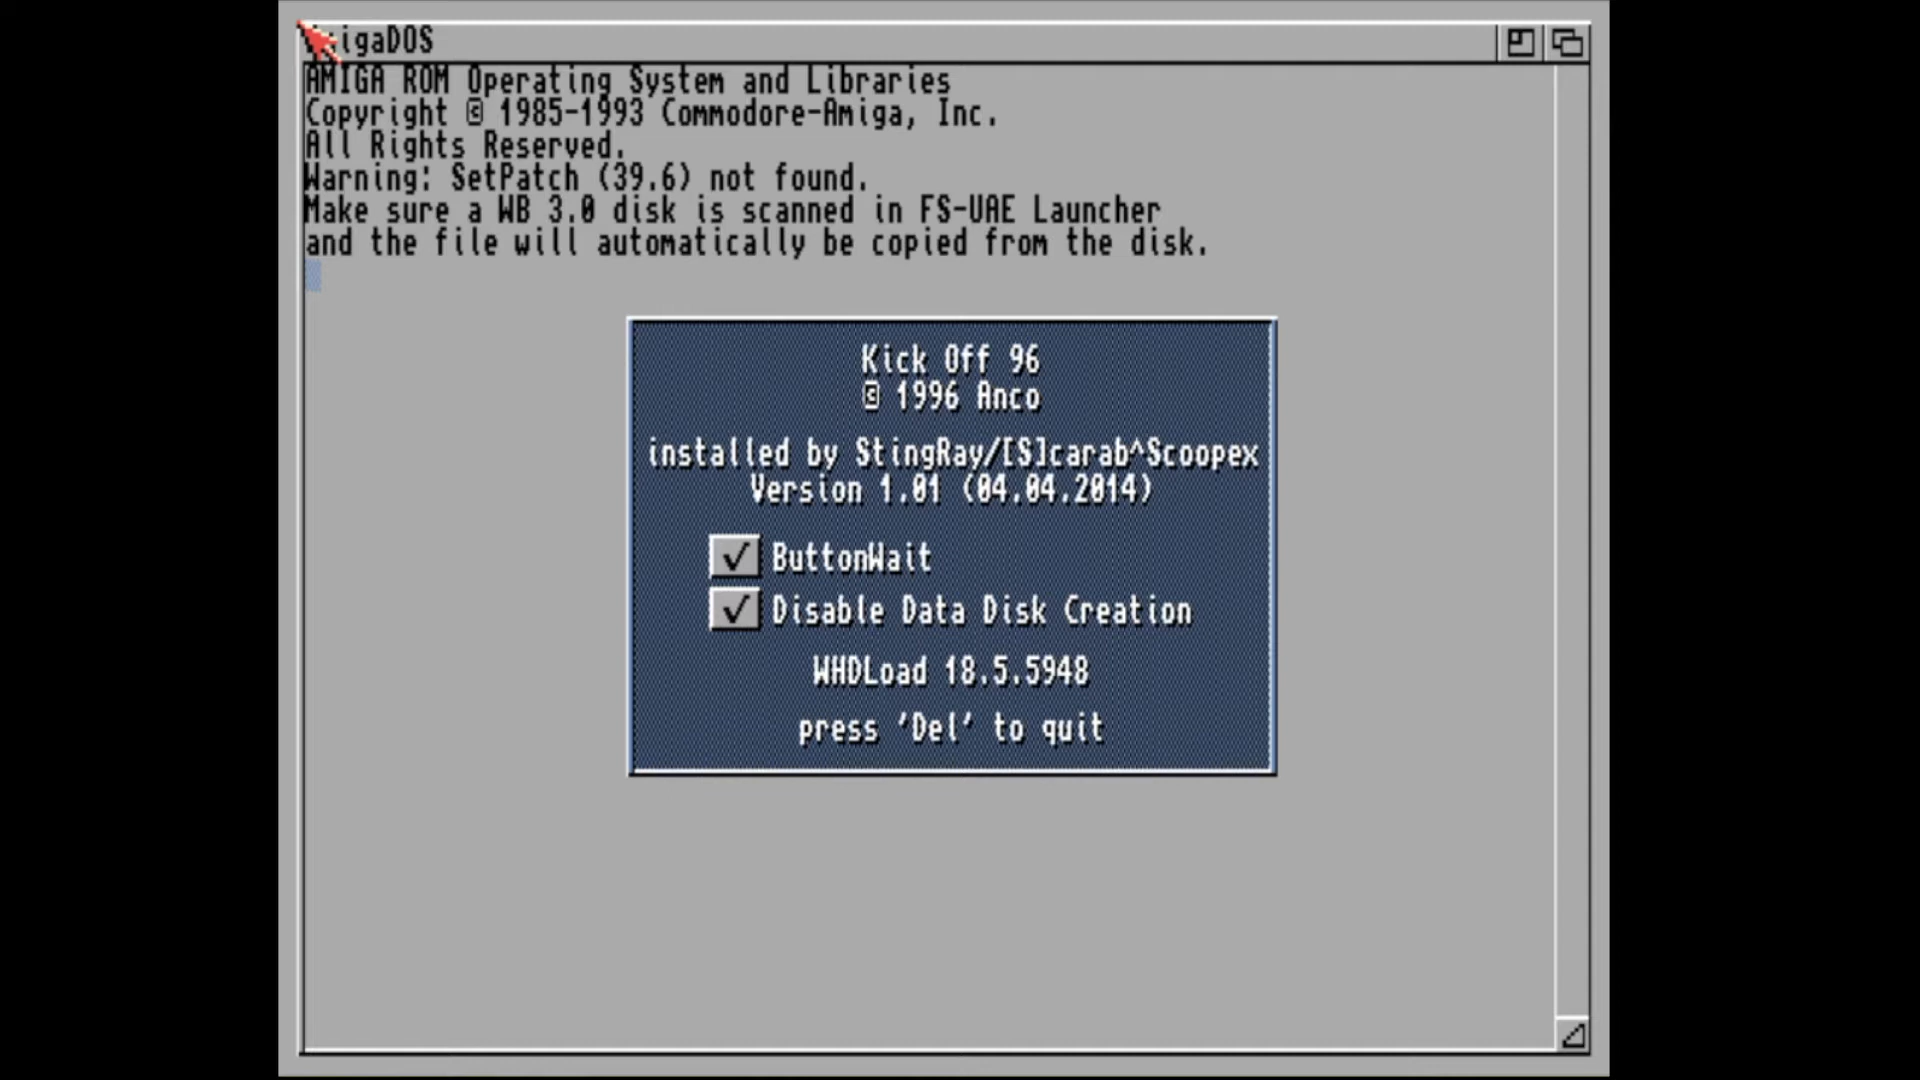 igaDOS
AMIGA ROM Operating System and Libraries
Copyright © 1985-1993 Commodore-Amiga, Inc.
All Rights Reserved.
Warning: SetPatch (39.6) not found.
Make sure a WB 3.0 disk is scanned in FS-UAE Launcher
and the file will automatically be copied from the disk.
Kick Off 96
© 1996 Anco
installed by StingRay/[S]carab^Scoopex
Version 1.01 (04.04.2014)
ButtonWait
Disable Data Disk Creation
WHDLoad 18.5.5948
press 'Del' to quit